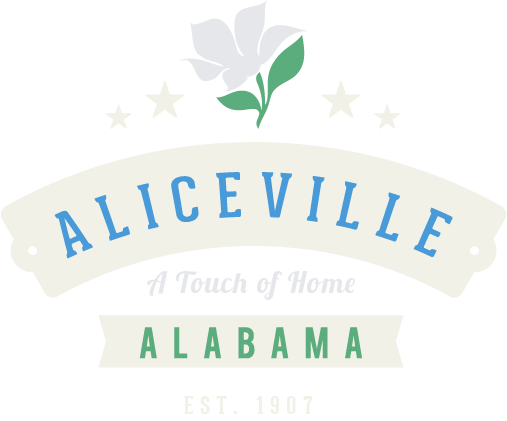 ALICEVILLE
A Touch of Home
ALABAMA
EST. 1907